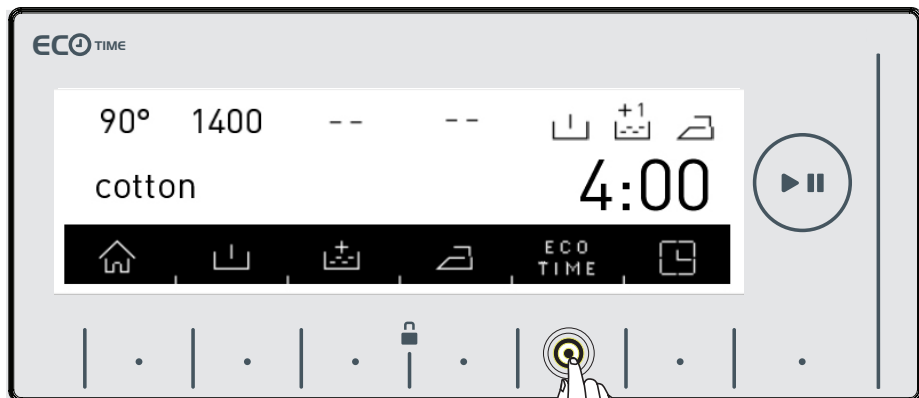 ECO TIME
90° 1400 -- --
+1
cotton 4:00
ECO
TIME